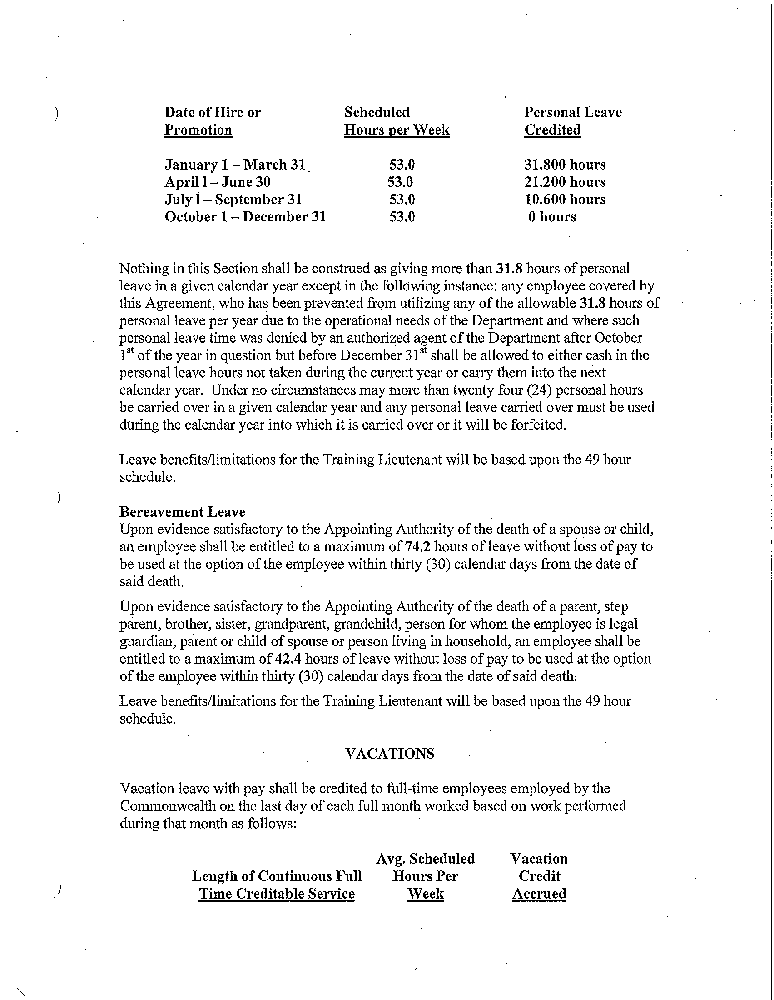 Date of Hire or Scheduled Personal Leave
Promotion Hours per Week Credited
January 1 – March 31 53.0 31.800 hours
April 1 – June 30 53.0 21.200 hours
July 1 – September 31 53.0 10.600 hours
October 1 – December 31 53.0 0 hours
Nothing in this Section shall be construed as giving more than 31.8 hours of personal
leave in a given calendar year except in the following instance: any employee covered by
this Agreement, who has been prevented from utilizing any of the allowable 31.8 hours of
personal leave per year due to the operational needs of the Department and where such
personal leave time was denied by an authorized agent of the Department after October
1st of the year in question but before December 31st shall be allowed to either cash in the
personal leave hours not taken during the current year or carry them into the next
calendar year. Under no circumstances may more than twenty four (24) personal hours
be carried over in a given calendar year and any personal leave carried over must be used
during the calendar year into which it is carried over or it will be forfeited.
Leave benefits/limitations for the Training Lieutenant will be based upon the 49 hour
schedule.
Bereavement Leave
Upon evidence satisfactory to the Appointing Authority of the death of a spouse or child,
an employee shall be entitled to a maximum of 74.2 hours of leave without loss of pay to
be used at the option of the employee within thirty (30) calendar days from the date of
said death.
Upon evidence satisfactory to the Appointing Authority of the death of a parent, step
parent, brother, sister, grandparent, grandchild, person for whom the employee is legal
guardian, parent or child of spouse or person living in household, an employee shall be
entitled to a maximum of 42.4 hours of leave without loss of pay to be used at the option
of the employee within thirty (30) calendar days from the date of said death.
Leave benefits/limitations for the Training Lieutenant will be based upon the 49 hour
schedule.
VACATIONS
Vacation leave with pay shall be credited to full-time employees employed by the
Commonwealth on the last day of each full month worked based on work performed
during that month as follows:
Avg. Scheduled Vacation
Length of Continuous Full Hours Per Credit
Time Creditable Service Week Accrued